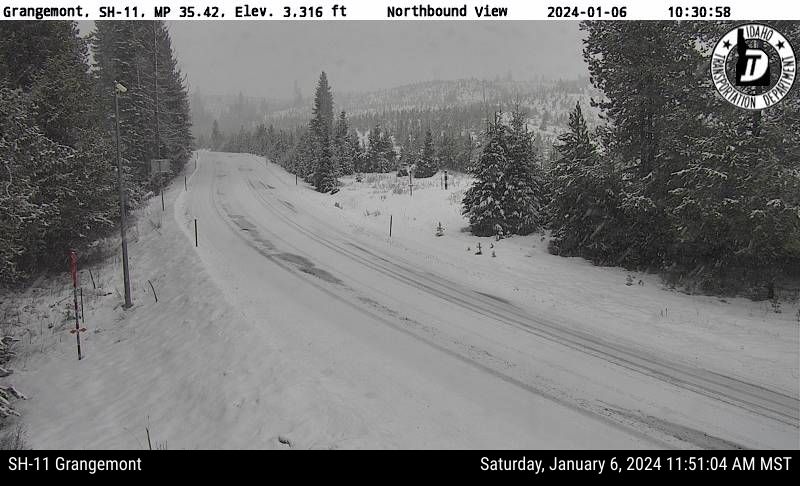 Grangemont, SH-11, MP 35.42, Elev. 3,316 ft Northbound View 2024-01-06 10:30:58
IDAHO
TRANSPORTATION DEPARTMENT
SH-11 Grangemont Saturday, January 6, 2024 11:51:04 AM MST